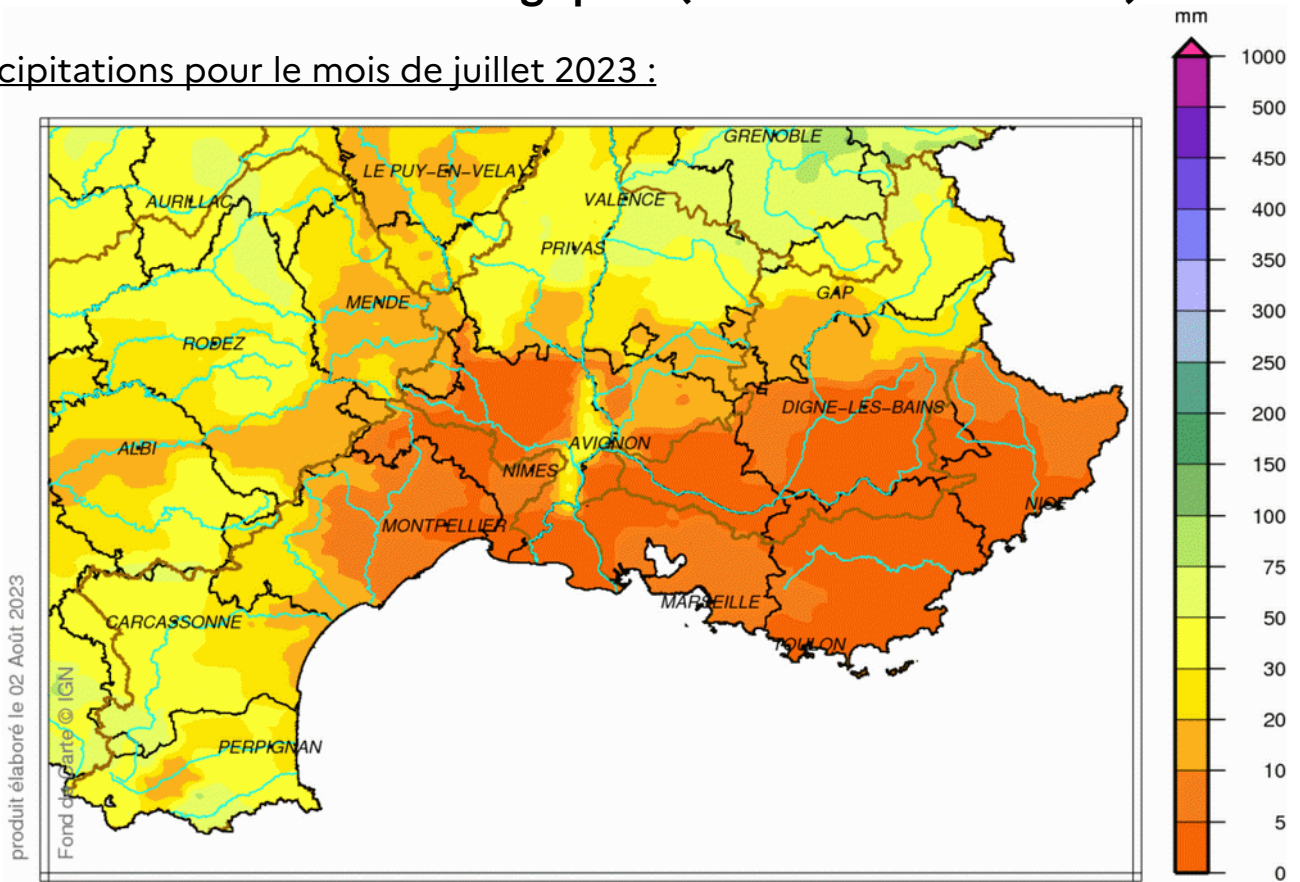 cipitations pour le mois de juillet 2023 :
mm
1000
500
450
400
350
300
250
200
150
100
75
50
30
20
10
5
0
GRENOBLE
LE PUY-EN-VELAY
AURILLAC
VALENCE
PRIVAS
MENDE
GAP
RODEZ
DIGNE-LES-BAINS
ALBI
AVIGNON
NIMES
NICE
MONTPELLIER
MARSEILLE
CARCASSONNE
TOULON
PERPIGNAN
produit élaboré le 02 Août 2023
Fond de Carte © IGN